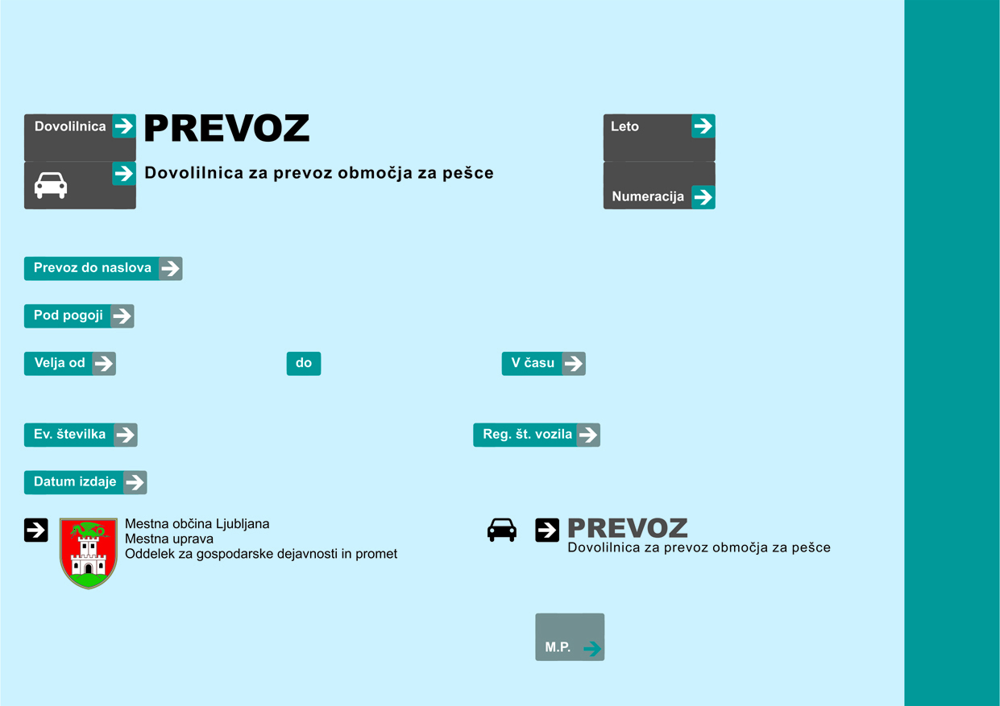 Dovolilnica
PREVOZ
Leto
Dovolilnica za prevoz območja za pešce
Numeracija
Prevoz do naslova
Pod pogoji
Velja od
do
V času
Ev. številka
Reg. št. vozila
Datum izdaje
Mestna občina Ljubljana
Mestna uprava
Oddelek za gospodarske dejavnosti in promet
PREVOZ
Dovolilnica za prevoz območja za pešce
M.P.